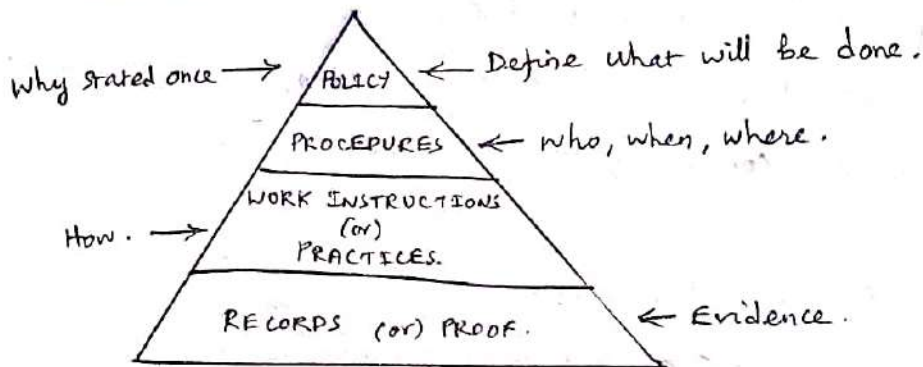 Why stated once
POLICY
Define what will be done.
PROCEDURES
Who, when, where.
WORK INSTRUCTIONS
(or)
PRACTICES.
How.
RECORDS (or) PROOF.
Evidence.